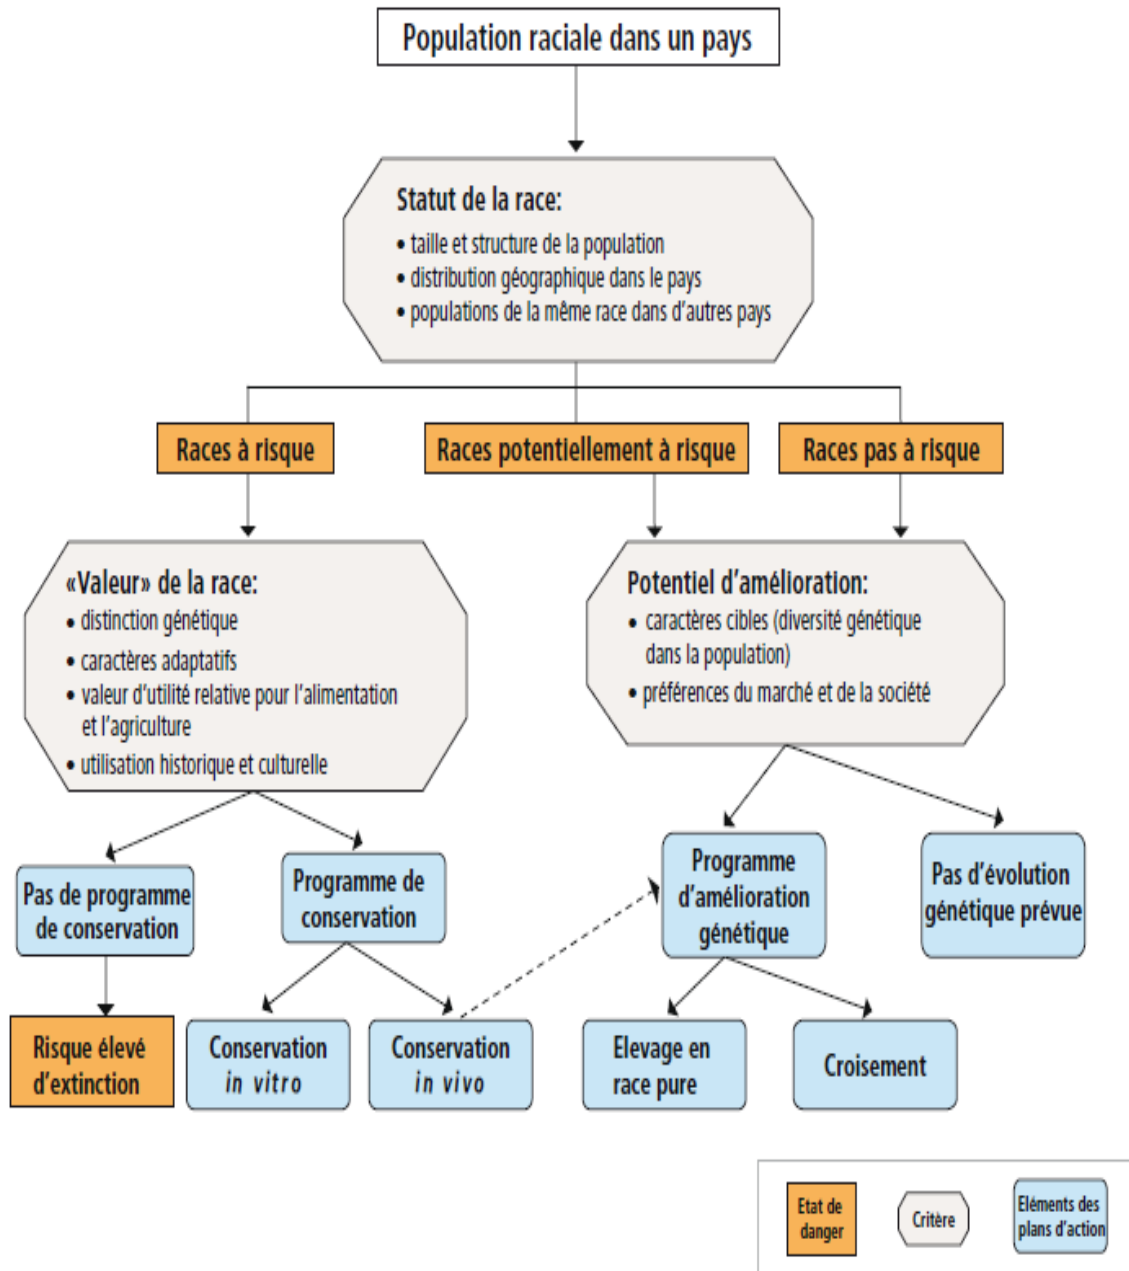 Population raciale dans un pays
Statut de la race:
• taille et structure de la population
• distribution géographique dans le pays
• populations de la même race dans d'autres pays
Races à risque
Races potentiellement à risque
Races pas à risque
«Valeur» de la race:
• distinction génétique
• caractères adaptatifs
• valeur d'utilité relative pour l'alimentation
et l'agriculture
• utilisation historique et culturelle
Potentiel d'amélioration:
• caractères cibles (diversité génétique
dans la population)
• préférences du marché et de la société
Pas de programme
de conservation
Programme de
conservation
Programme
d'amélioration
génétique
Pas d'évolution
génétique prévue
Risque élevé
d'extinction
Conservation
in vitro
Conservation
in vivo
Elevage en
race pure
Croisement
Etat de
danger
Critère
Eléments des
plans d'action